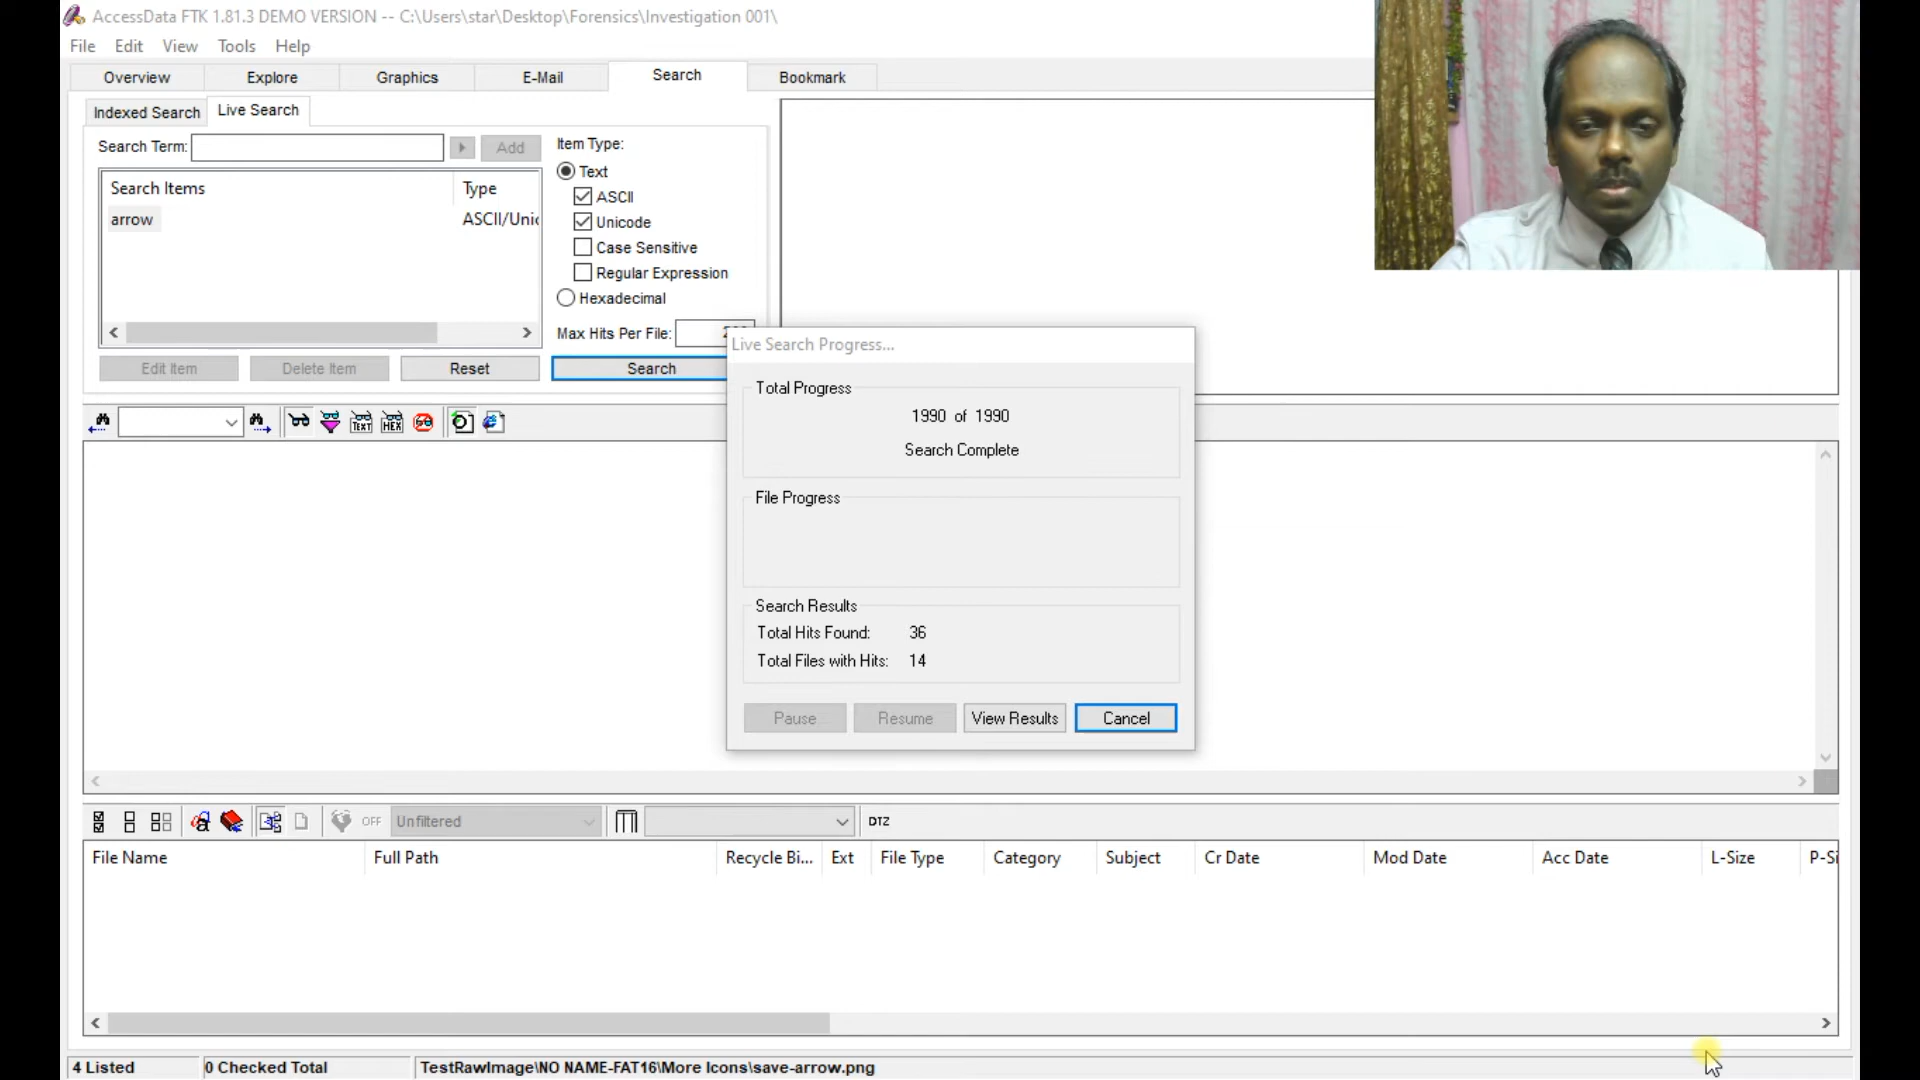 AccessData FTK 1.81.3 DEMO VERSION -- C:\Users\star\Desktop\Forensics\Investigation 001\
File Edit View Tools Help
Overview Explore Graphics E-Mail Search Bookmark
Indexed Search Live Search
Search Term: Add
Item Type:
Text
ASCII
Unicode
Case Sensitive
Regular Expression
Hexadecimal
Search Items Type
arrow ASCII/Unic
Max Hits Per File:
Edit Item Delete Item Reset Search
Live Search Progress...
Total Progress
1990 of 1990
Search Complete
File Progress
Search Results
Total Hits Found: 36
Total Files with Hits: 14
Pause Resume View Results Cancel
TEXT HEX
OFF Unfiltered DTZ
File Name Full Path Recycle Bi... Ext File Type Category Subject Cr Date Mod Date Acc Date L-Size P-Si
4 Listed 0 Checked Total TestRawImage\NO NAME-FAT16\More Icons\save-arrow.png